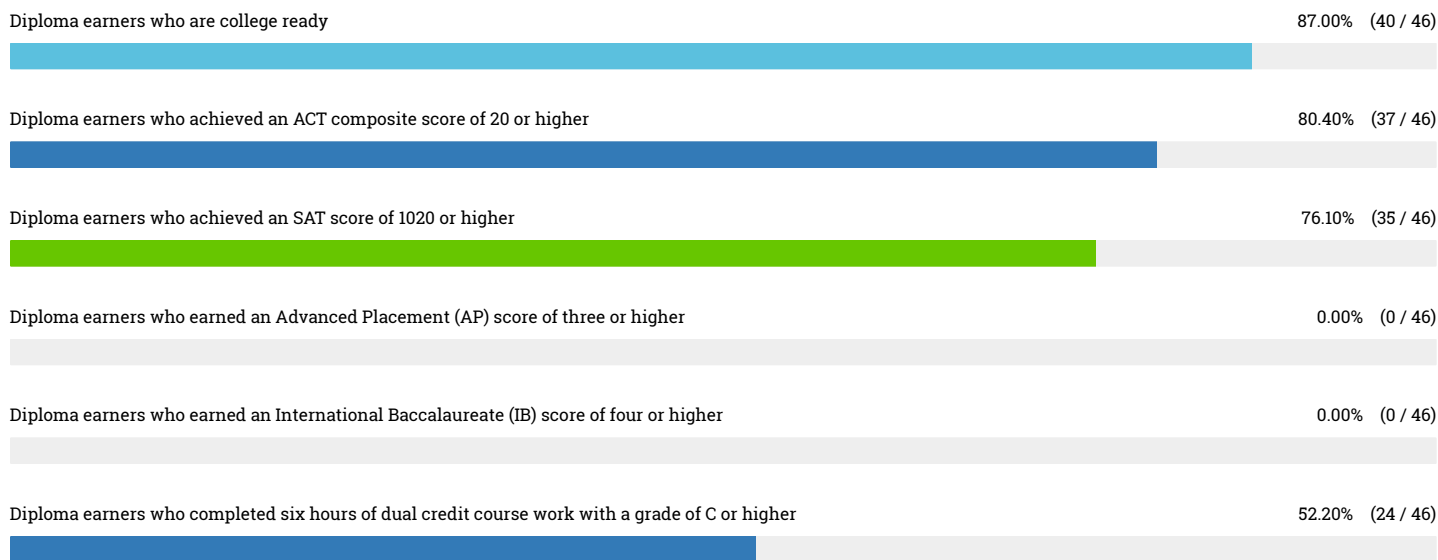 Diploma earners who are college ready 87.00% (40 / 46)
Diploma earners who achieved an ACT composite score of 20 or higher 80.40% (37 / 46)
Diploma earners who achieved an SAT score of 1020 or higher 76.10% (35 / 46)
Diploma earners who earned an Advanced Placement (AP) score of three or higher 0.00% (0 / 46)
Diploma earners who earned an International Baccalaureate (IB) score of four or higher 0.00% (0 / 46)
Diploma earners who completed six hours of dual credit course work with a grade of C or higher 52.20% (24 / 46)